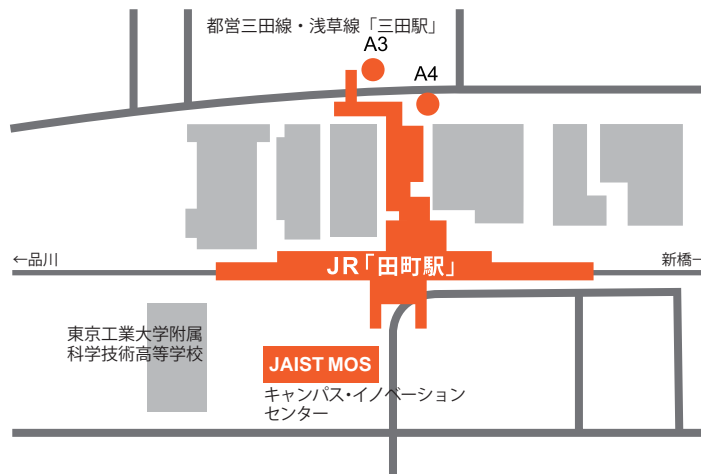 都営三田線・浅草線「三田駅」
A3
A4
←品川
新橋→
JR「田町駅」
東京工業大学附属
科学技術高等学校
JAIST MOS
キャンパス・イノベーション
センター